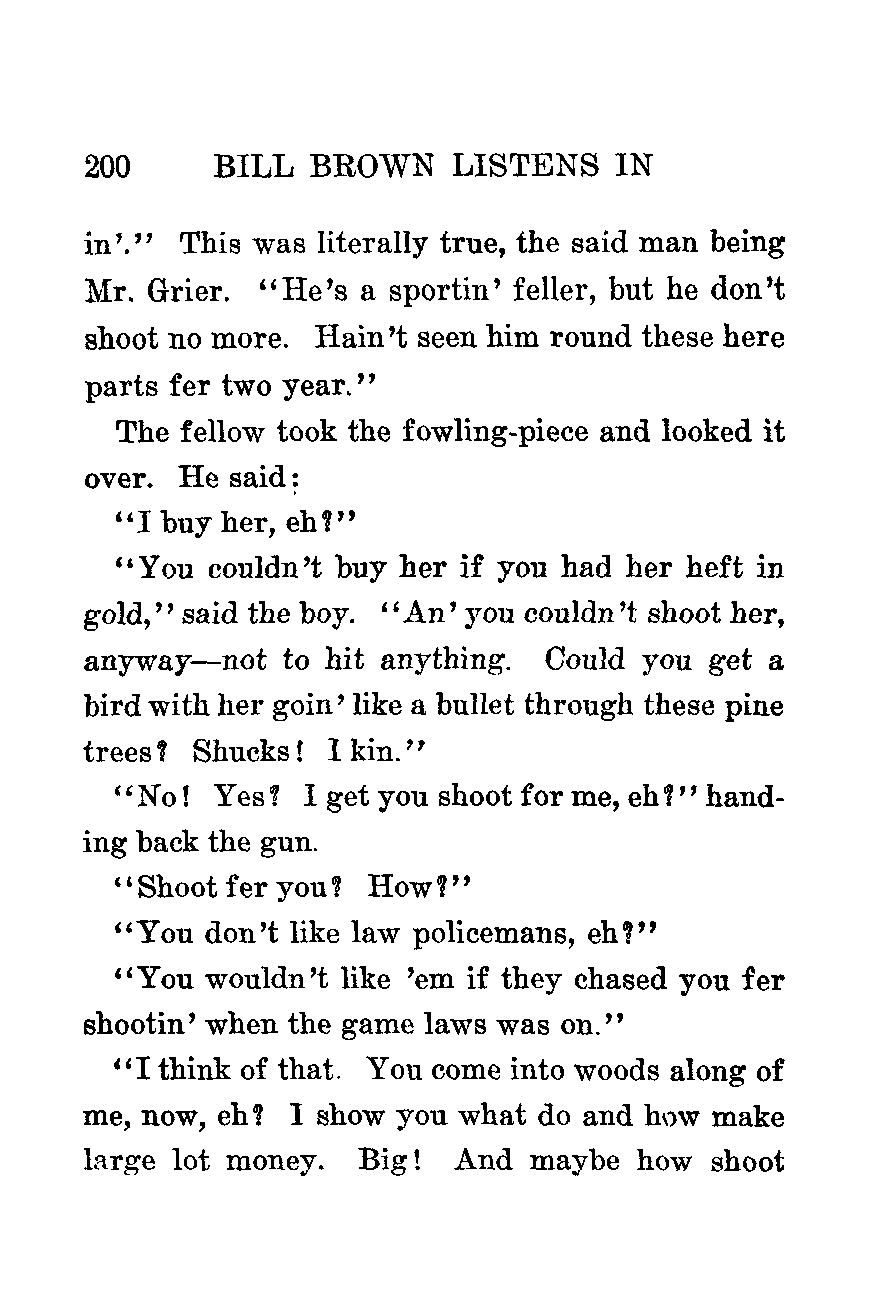 200 BILL BROWN LISTENS IN
in'." This was literally true, the said man being
Mr. Grier. "He's a sportin' feller, but he don't
shoot no more. Hain't seen him round these here
parts fer two year."
The fellow took the fowling-piece and looked it
over. He said:
"I buy her, eh?"
"You couldn't buy her if you had her heft in
gold," said the boy. "An' you couldn't shoot her,
anyway—not to hit anything. Could you get a
bird with her goin' like a bullet through these pine
trees? Shucks! I kin."
"No! Yes? I get you shoot for me, eh?" hand-
ing back the gun.
"Shoot fer you? How?"
"You don't like law policemans, eh?"
"You wouldn't like 'em if they chased you fer
shootin' when the game laws was on."
"I think of that. You come into woods along of
me, now, eh? I show you what do and how make
large lot money. Big! And maybe how shoot